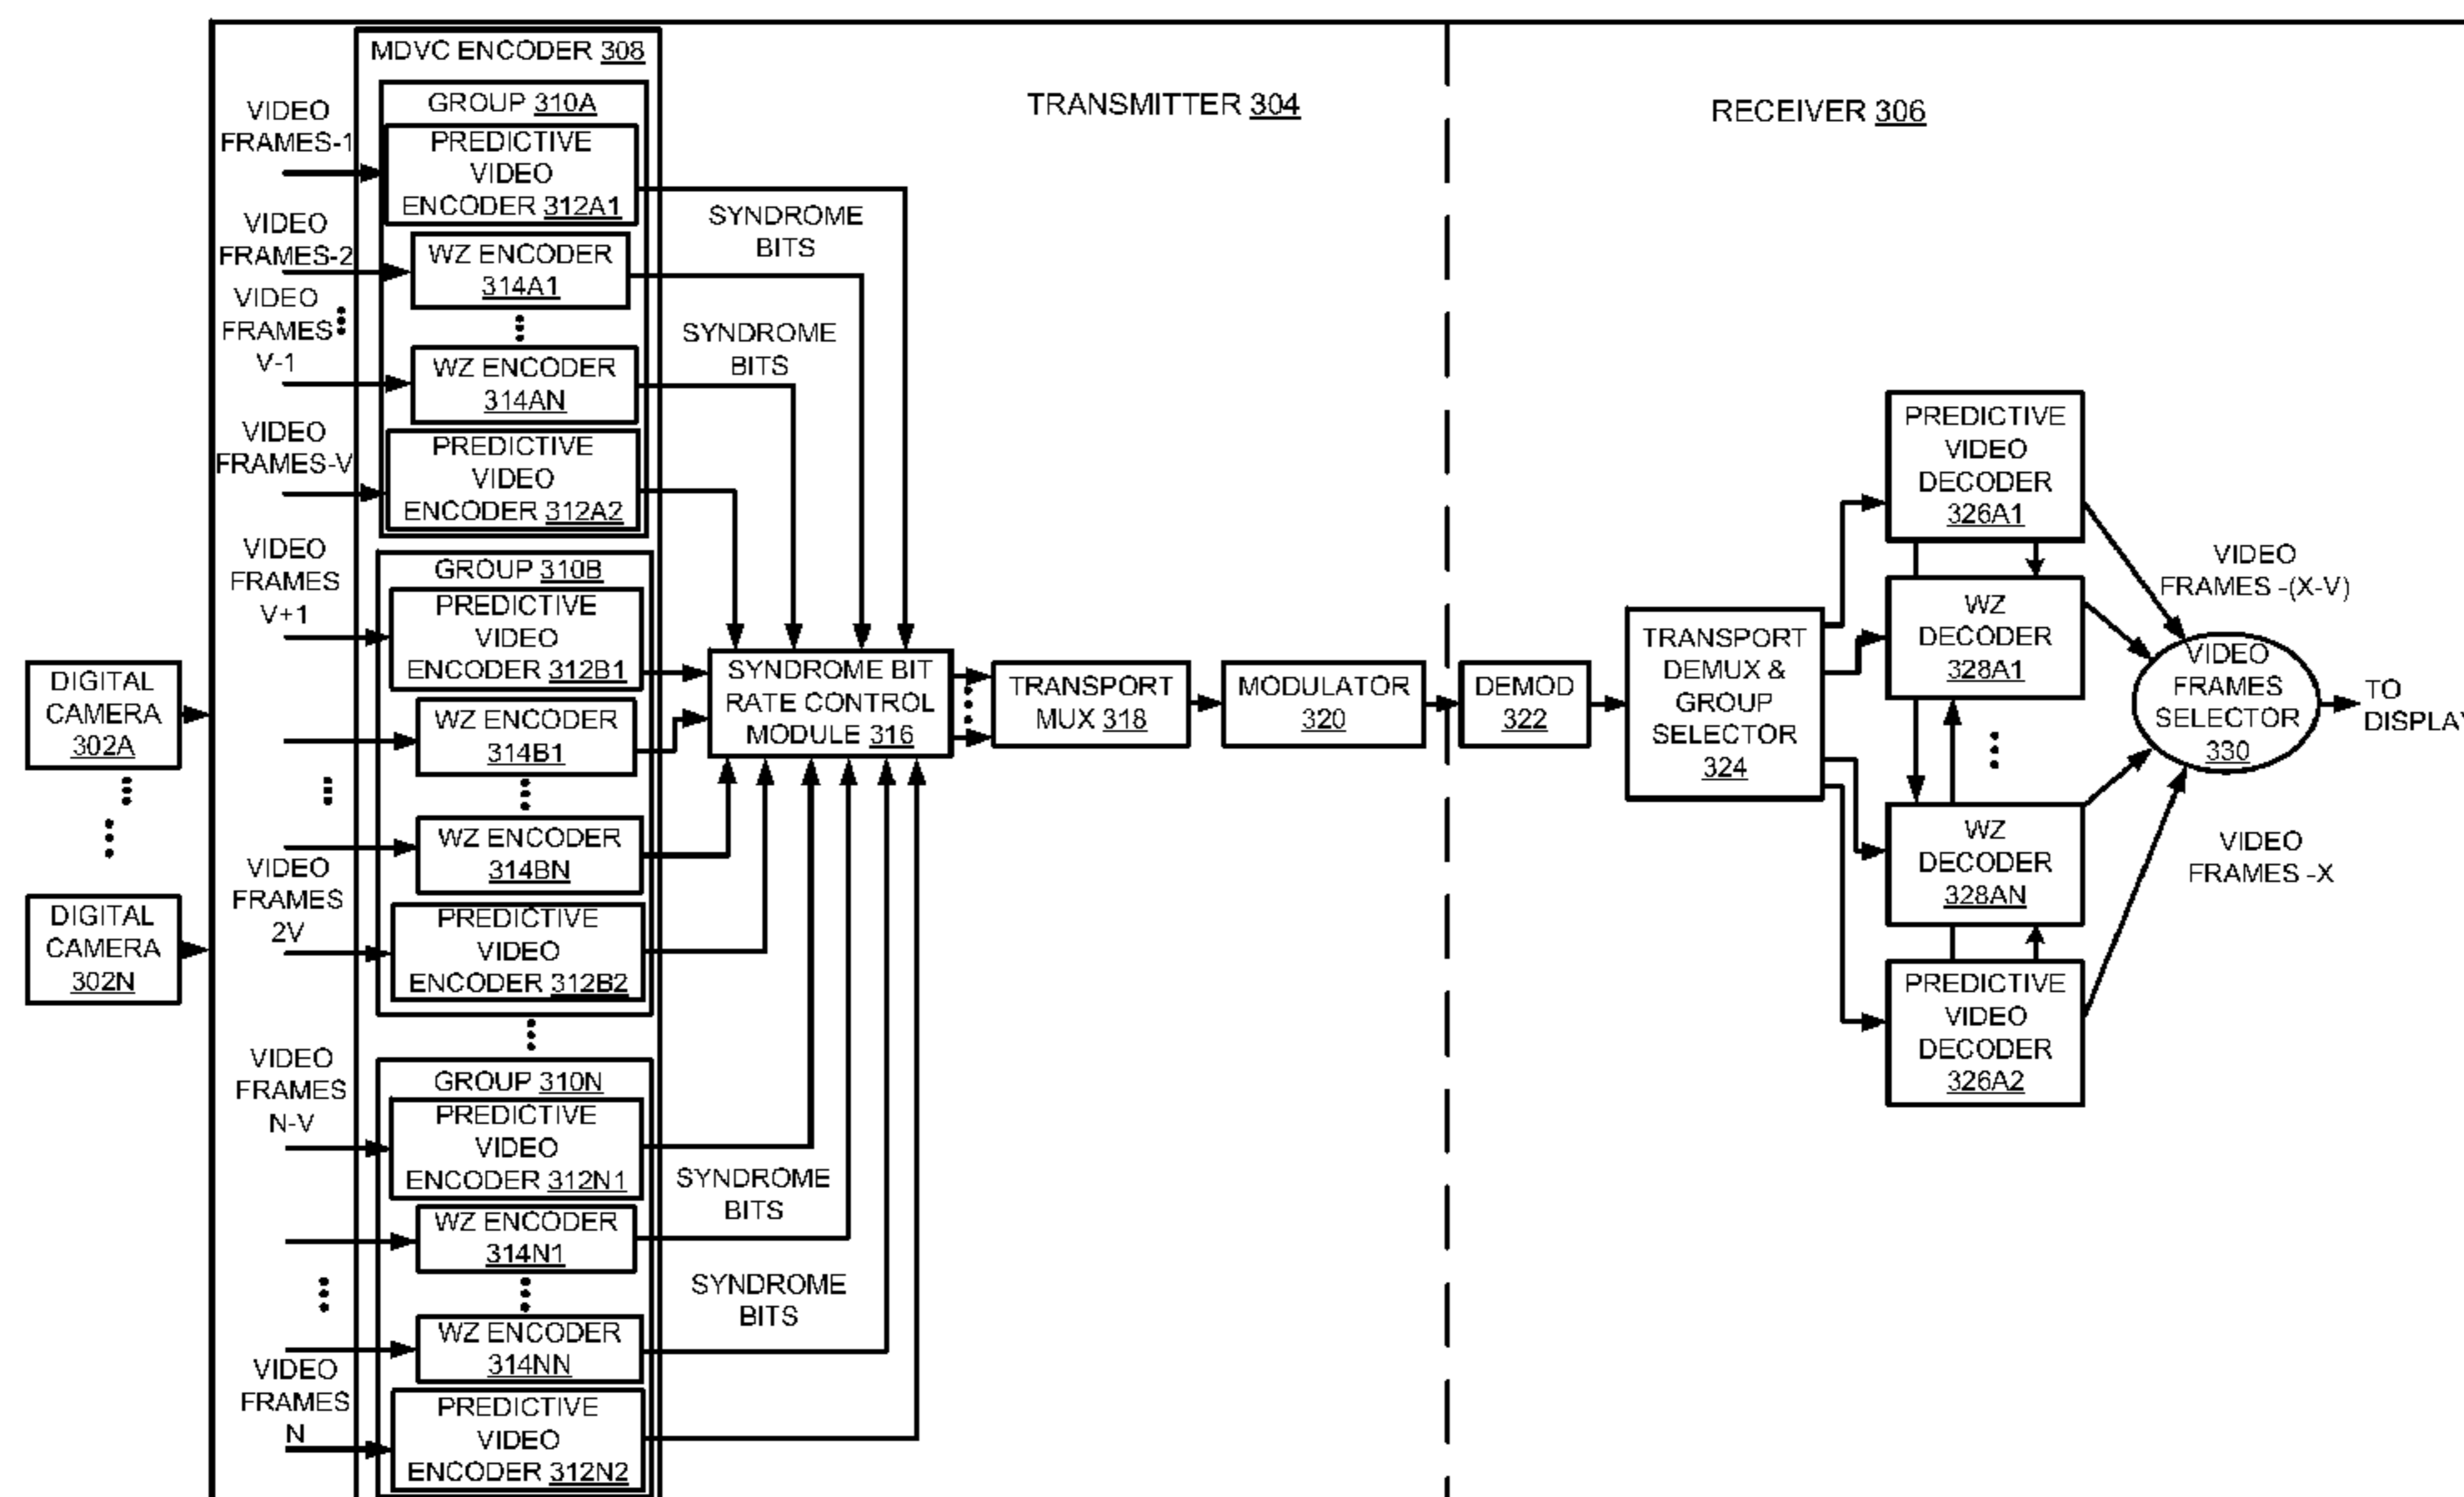 MDVC ENCODER 308
GROUP 310A
VIDEO
FRAMES-1
PREDICTIVE
VIDEO
ENCODER 312A1
VIDEO
FRAMES-2
WZ ENCODER
314A1
VIDEO
FRAMES
V-1
WZ ENCODER
314AN
VIDEO
FRAMES-V
PREDICTIVE
VIDEO
ENCODER 312A2
SYNDROME
BITS
SYNDROME
BITS
VIDEO
FRAMES
V+1
GROUP 310B
PREDICTIVE
VIDEO
ENCODER 312B1
WZ ENCODER
314B1
WZ ENCODER
314BN
VIDEO
FRAMES
2V
PREDICTIVE
VIDEO
ENCODER 312B2
DIGITAL
CAMERA
302A
DIGITAL
CAMERA
302N
VIDEO
FRAMES
N-V
GROUP 310N
PREDICTIVE
VIDEO
ENCODER 312N1
WZ ENCODER
314N1
WZ ENCODER
314NN
VIDEO
FRAMES
N
PREDICTIVE
VIDEO
ENCODER 312N2
SYNDROME
BITS
SYNDROME
BITS
TRANSMITTER 304
SYNDROME BIT
RATE CONTROL
MODULE 316
TRANSPORT
MUX 318
MODULATOR
320
RECEIVER 306
DEMOD
322
TRANSPORT
DEMUX &
GROUP
SELECTOR
324
PREDICTIVE
VIDEO
DECODER
326A1
WZ
DECODER
328A1
WZ
DECODER
328AN
PREDICTIVE
VIDEO
DECODER
326A2
VIDEO
FRAMES -(X-V)
VIDEO
FRAMES
SELECTOR
330
VIDEO
FRAMES -X
TO
DISPLAY